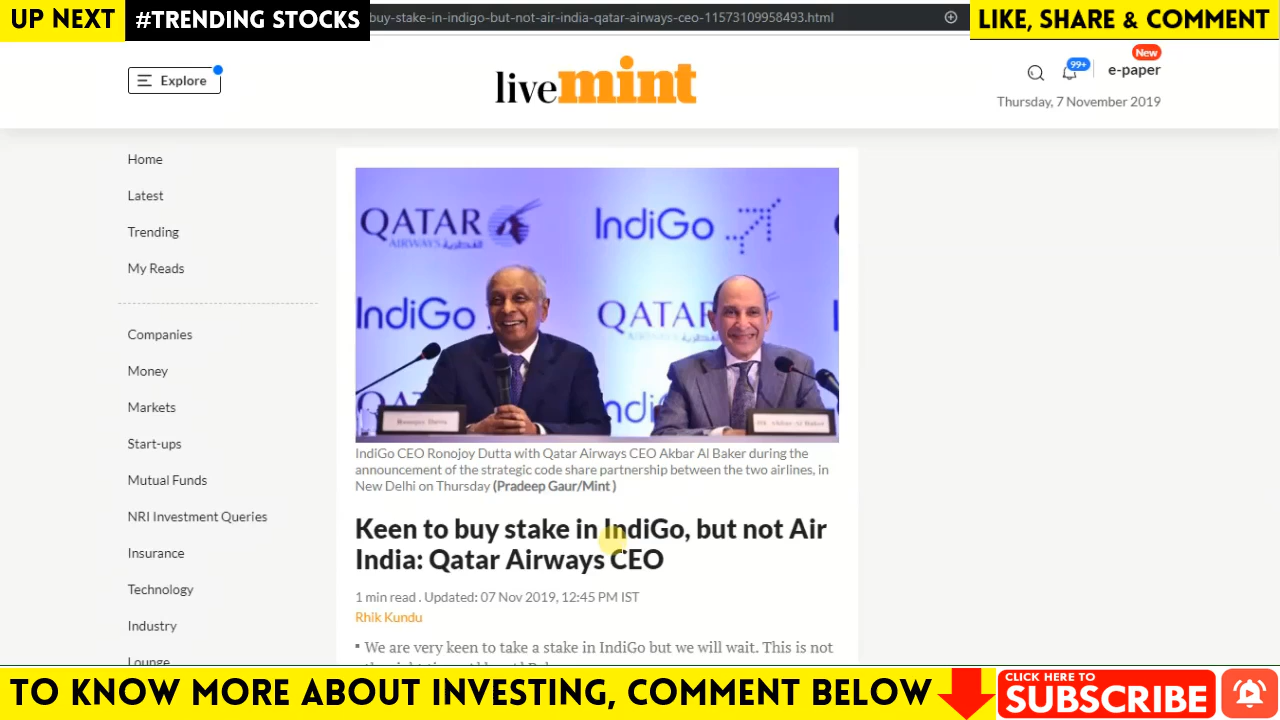 UP NEXT
#TRENDING STOCKS
buy-stake-in-indigo-but-not-air-india-qatar-airways-ceo-11573109958493.html
LIKE, SHARE & COMMENT
Explore
livemint
99+
New
e-paper
Thursday, 7 November 2019
Home
Latest
Trending
My Reads
Companies
Money
Markets
Start-ups
Mutual Funds
NRI Investment Queries
Insurance
Technology
Industry
Lounge
QATAR
AIRWAYS القطرية
IndiGo
IndiGo
QATAR
IndiGo CEO Ronojoy Dutta with Qatar Airways CEO Akbar Al Baker during the
announcement of the strategic code share partnership between the two airlines, in
New Delhi on Thursday (Pradeep Gaur/Mint )
Keen to buy stake in IndiGo, but not Air
India: Qatar Airways CEO
1 min read . Updated: 07 Nov 2019, 12:45 PM IST
Rhik Kundu
▪ We are very keen to take a stake in IndiGo but we will wait. This is not
TO KNOW MORE ABOUT INVESTING, COMMENT BELOW
CLICK HERE TO
SUBSCRIBE